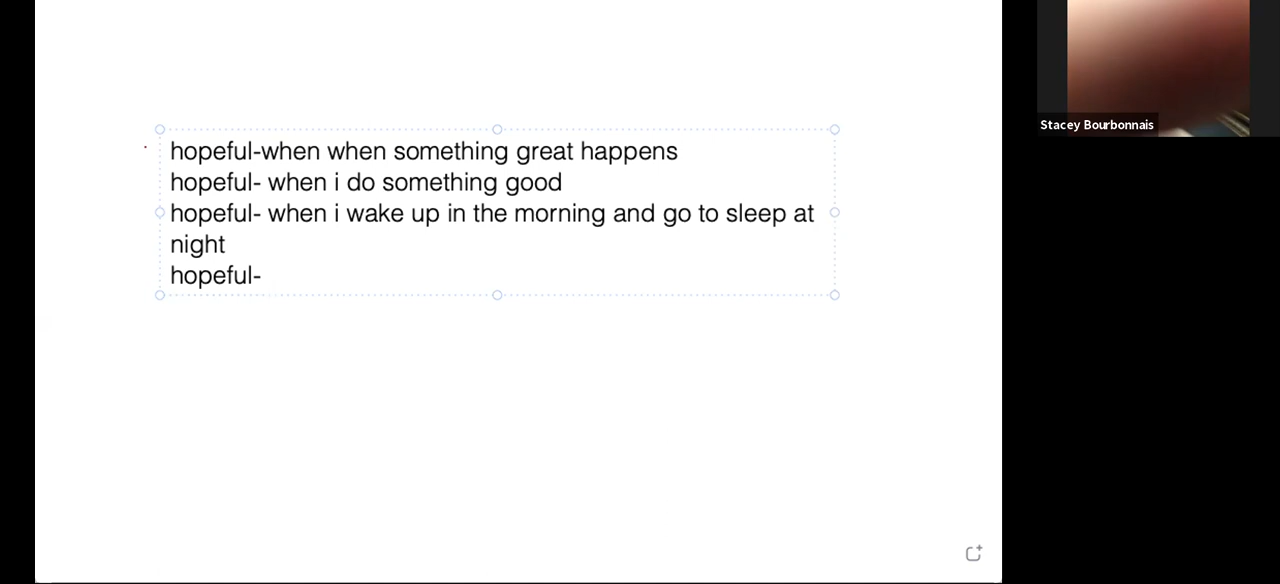 hopeful-when when something great happens
hopeful- when i do something good
hopeful- when i wake up in the morning and go to sleep at
night
hopeful-
Stacey Bourbonnais